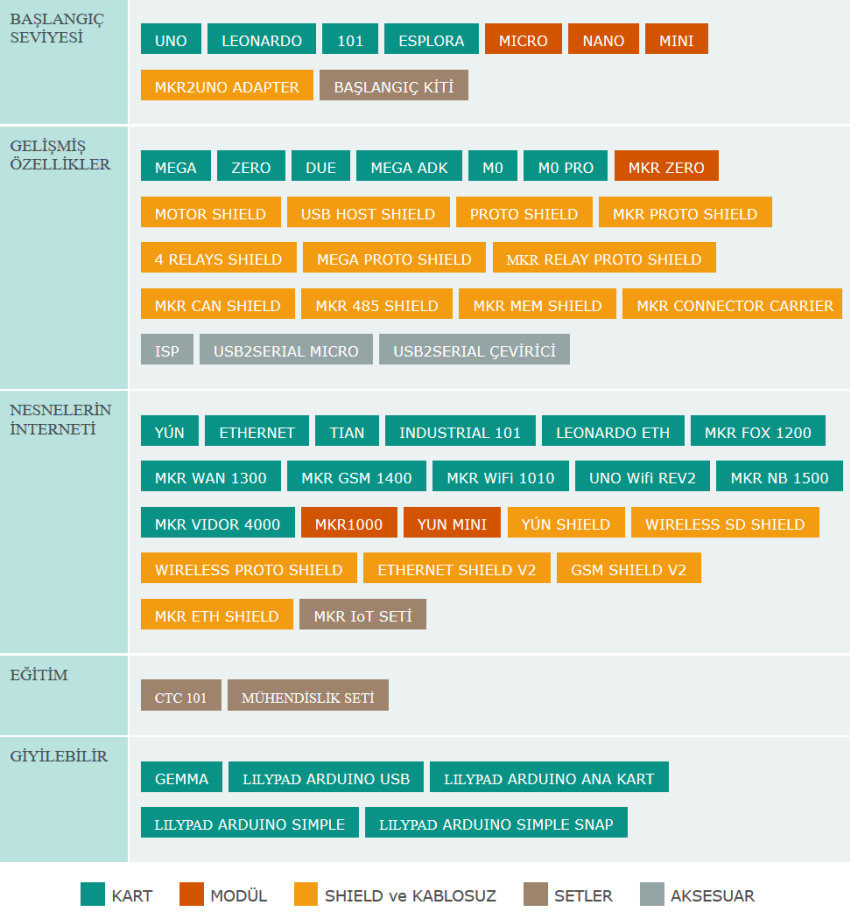 BAŞLANGIÇ
SEVİYESİ
UNO LEONARDO 101 ESPLORA MICRO NANO MINI
MKR2UNO ADAPTER BAŞLANGIÇ KİTİ
GELİŞMİŞ
ÖZELLİKLER
MEGA ZERO DUE MEGA ADK M0 M0 PRO MKR ZERO
MOTOR SHIELD USB HOST SHIELD PROTO SHIELD MKR PROTO SHIELD
4 RELAYS SHIELD MEGA PROTO SHIELD MKR RELAY PROTO SHIELD
MKR CAN SHIELD MKR 485 SHIELD MKR MEM SHIELD MKR CONNECTOR CARRIER
ISP USB2SERIAL MICRO USB2SERIAL ÇEVİRİCİ
NESNELERİN
İNTERNETİ
YÚN ETHERNET TIAN INDUSTRIAL 101 LEONARDO ETH MKR FOX 1200
MKR WAN 1300 MKR GSM 1400 MKR WiFi 1010 UNO Wifi REV2 MKR NB 1500
MKR VIDOR 4000 MKR1000 YUN MINI YÚN SHIELD WIRELESS SD SHIELD
WIRELESS PROTO SHIELD ETHERNET SHIELD V2 GSM SHIELD V2
MKR ETH SHIELD MKR IoT SETİ
EĞİTİM
CTC 101 MÜHENDİSLİK SETİ
GİYİLEBİLİR
GEMMA LILYPAD ARDUINO USB LILYPAD ARDUINO ANA KART
LILYPAD ARDUINO SIMPLE LILYPAD ARDUINO SIMPLE SNAP
KART MODÜL SHIELD ve KABLOSUZ SETLER AKSESUAR